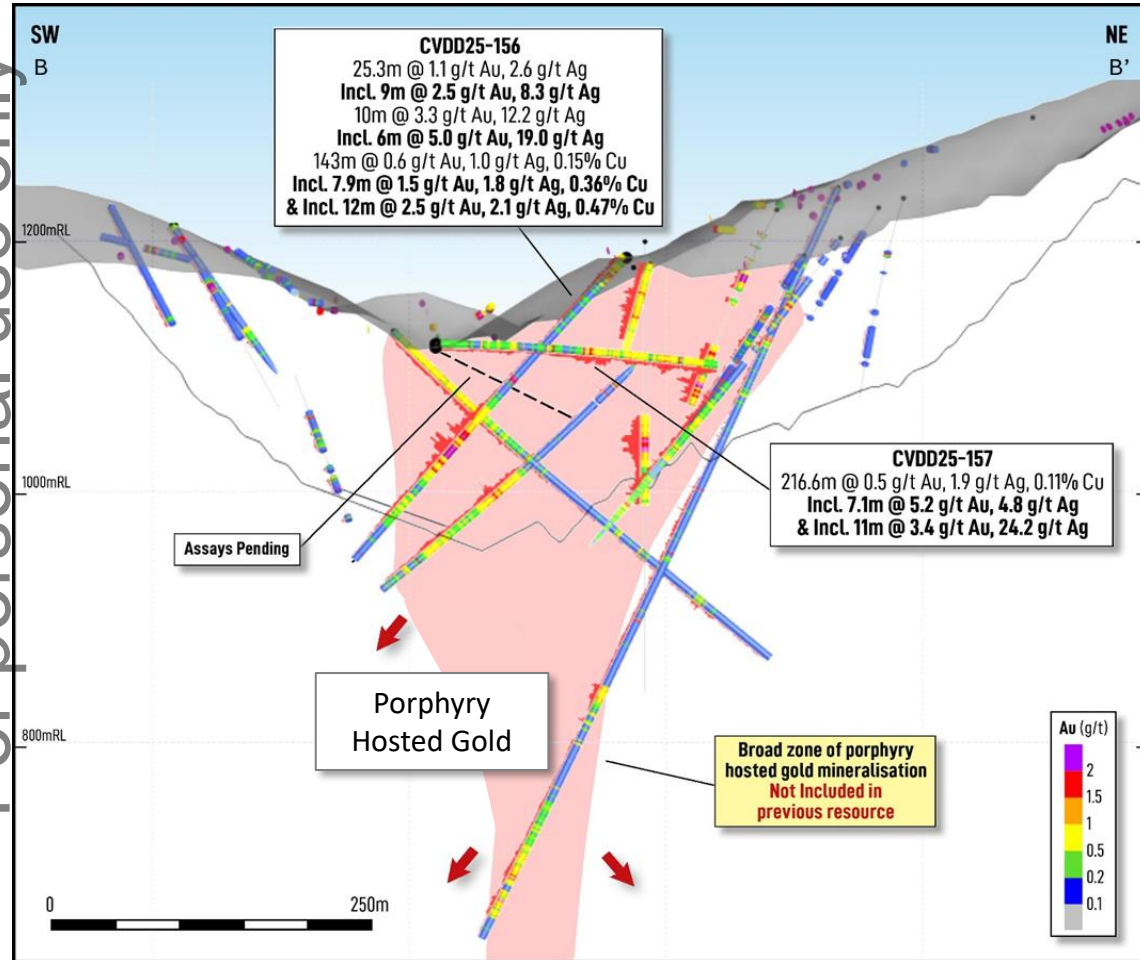 For personal use only
SW
B
NE
B'
CVDD25-156
25.3m @ 1.1 g/t Au, 2.6 g/t Ag
Incl. 9m @ 2.5 g/t Au, 8.3 g/t Ag
10m @ 3.3 g/t Au, 12.2 g/t Ag
Incl. 6m @ 5.0 g/t Au, 19.0 g/t Ag
143m @ 0.6 g/t Au, 1.0 g/t Ag, 0.15% Cu
Incl. 7.9m @ 1.5 g/t Au, 1.8 g/t Ag, 0.36% Cu
& Incl. 12m @ 2.5 g/t Au, 2.1 g/t Ag, 0.47% Cu
1200mRL
CVDD25-157
216.6m @ 0.5 g/t Au, 1.9 g/t Ag, 0.11% Cu
Incl. 7.1m @ 5.2 g/t Au, 4.8 g/t Ag
& Incl. 11m @ 3.4 g/t Au, 24.2 g/t Ag
1000mRL
Assays Pending
Porphyry
Hosted Gold
800mRL
Broad zone of porphyry
hosted gold mineralisation
Not Included in
previous resource
Au (g/t)
2
1.5
1
0.5
0.2
0.1
0 250m